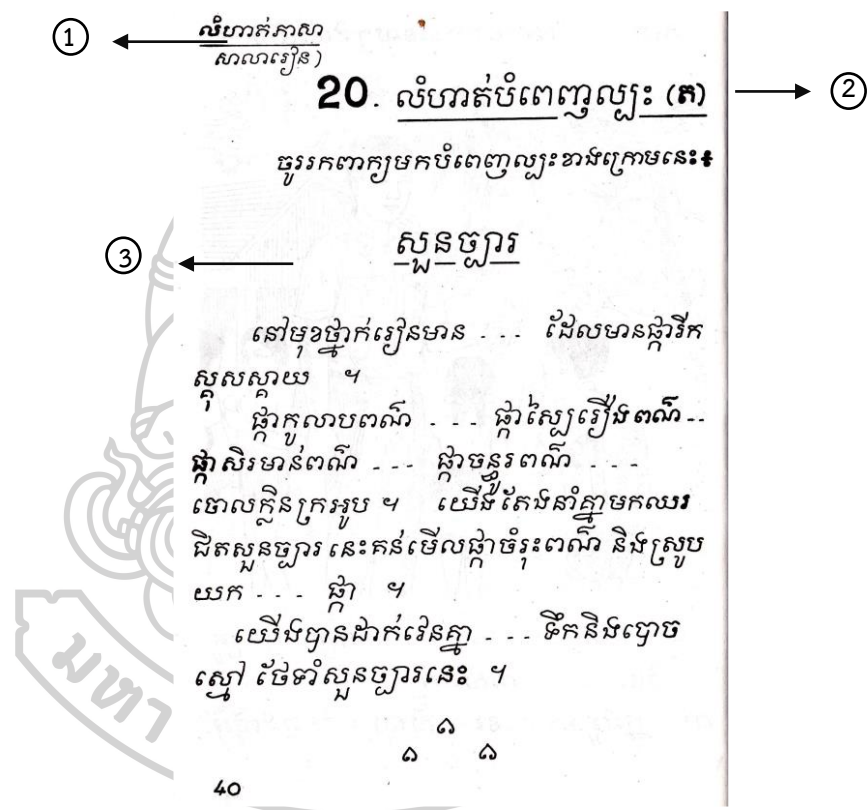 ① លំហាត់ភាសា
សាលារៀន)
20. លំហាត់បំពេញល្បះ (ត) ②
ចូររកពាក្យមកបំពេញល្បះខាងក្រោមនេះ៖
③ សួនច្បារ
នៅមុខថ្នាក់រៀនមាន . . . ដែលមានផ្ការីក
ស្គុសស្គាយ ។
ផ្កាកូលាបពណ៌ . . . ផ្កាស្បៃរឿងពណ៌ . .
ផ្កាសិរមាន់ពណ៌ . . . ផ្កាចន្ធូរពណ៌ . . .
ចោលក្លិនក្រអូប ។ យើងតែងនាំគ្នាមកឈរ
ជិតសួនច្បារនេះគន់មើលផ្កាចំរុះពណ៌ និងស្រូប
យក . . . ផ្កា ។
យើងបានដាក់វេនគ្នា . . . ទឹកនិងបោច
ស្មៅ ថែទាំសួនច្បារនេះ ។
40
มหา